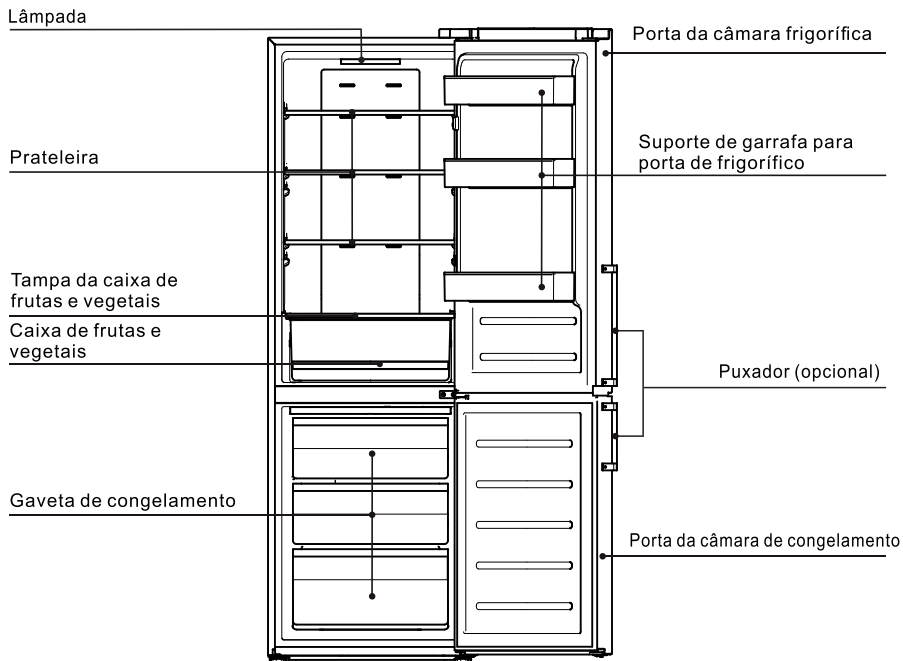 Lâmpada
Prateleira
Tampa da caixa de
frutas e vegetais
Caixa de frutas e
vegetais
Gaveta de congelamento
Porta da câmara frigorífica
Suporte de garrafa para
porta de frigorífico
Puxador (opcional)
Porta da câmara de congelamento